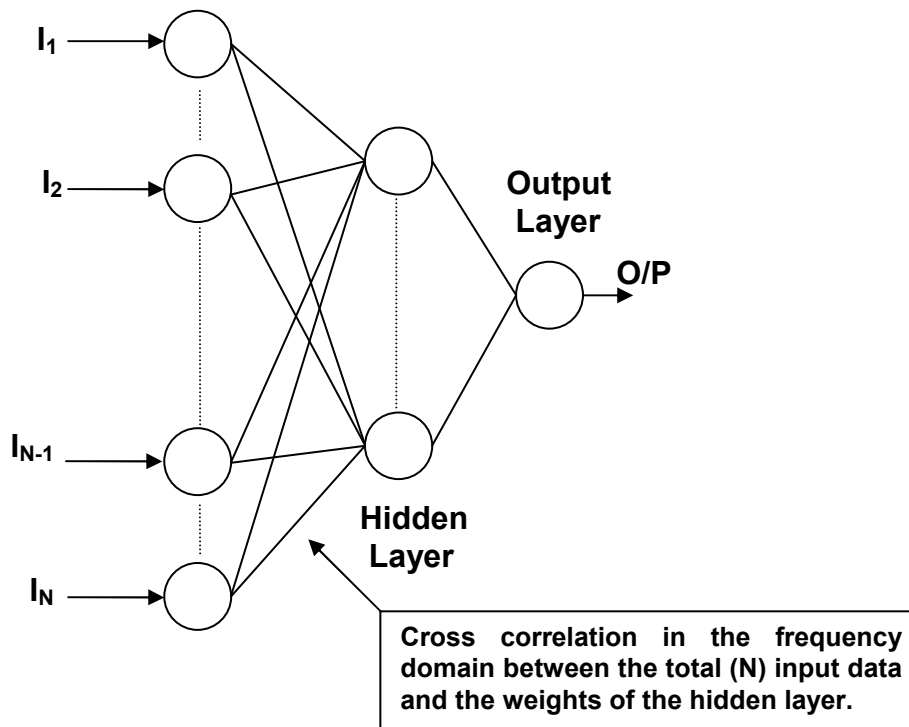 I1
I2
Output
Layer
O/P
IN-1
Hidden
Layer
IN
Cross correlation in the frequency
domain between the total (N) input data
and the weights of the hidden layer.